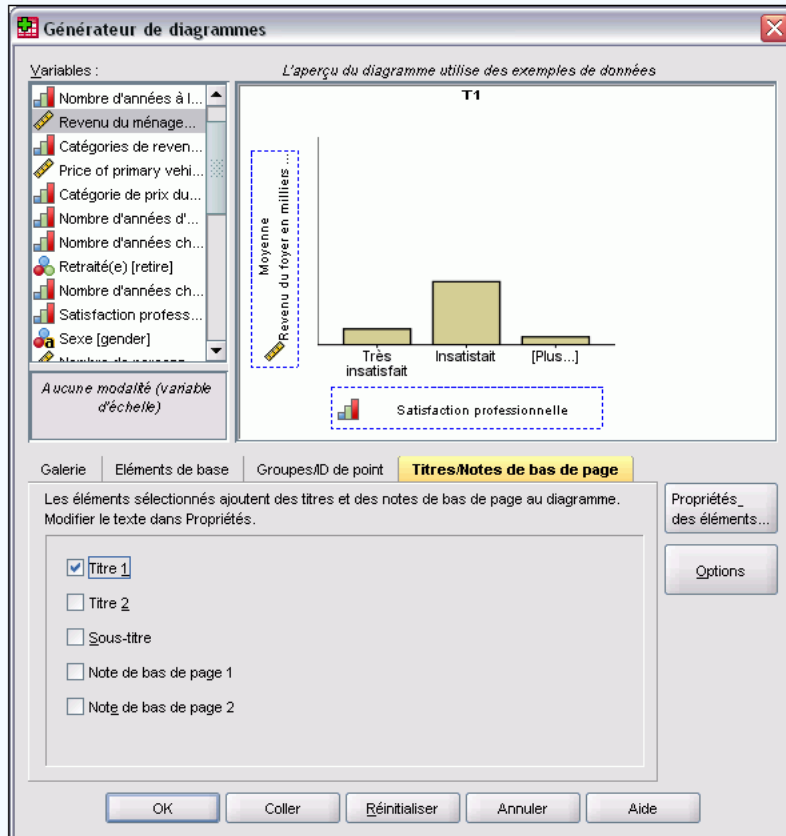 Générateur de diagrammes
Variables :
L'aperçu du diagramme utilise des exemples de données
Nombre d'années à l...
Revenu du ménage...
Catégories de reven...
Price of primary vehi...
Catégorie de prix du...
Nombre d'années d'...
Nombre d'années ch...
Retraité(e) [retire]
Nombre d'années ch...
Satisfaction profess...
Sexe [gender]
Aucune modalité (variable
d'échelle)
T1
Moyenne
Revenu du foyer en milliers ...
Très
insatisfait
Insatistait
[Plus...]
Satisfaction professionnelle
Galerie
Eléments de base
Groupes/ID de point
Titres/Notes de bas de page
Les éléments sélectionnés ajoutent des titres et des notes de bas de page au diagramme.
Modifier le texte dans Propriétés.
Titre 1
Titre 2
Sous-titre
Note de bas de page 1
Note de bas de page 2
Propriétés_
des éléments...
Options
OK
Coller
Réinitialiser
Annuler
Aide